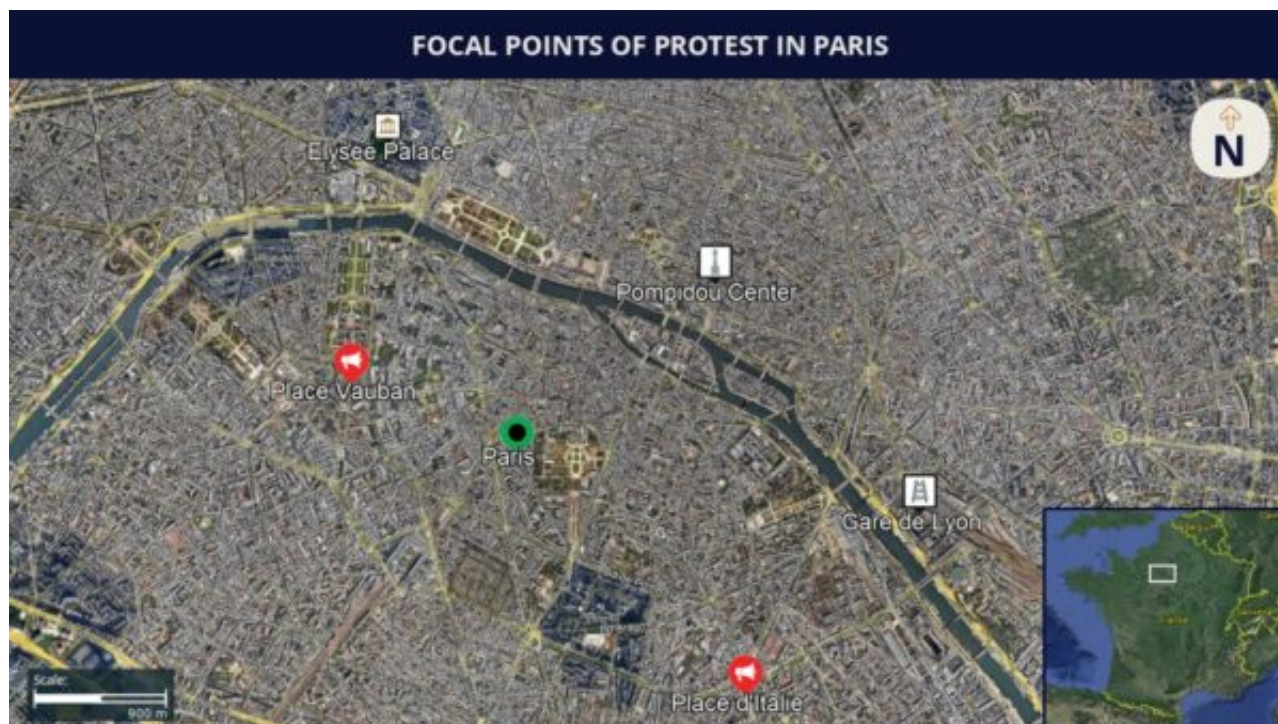 FOCAL POINTS OF PROTEST IN PARIS
N
Elysee Palace
Pompidou Center
Place Vauban
Paris
Gare de Lyon
Place d'Italie
Scale:
900 m